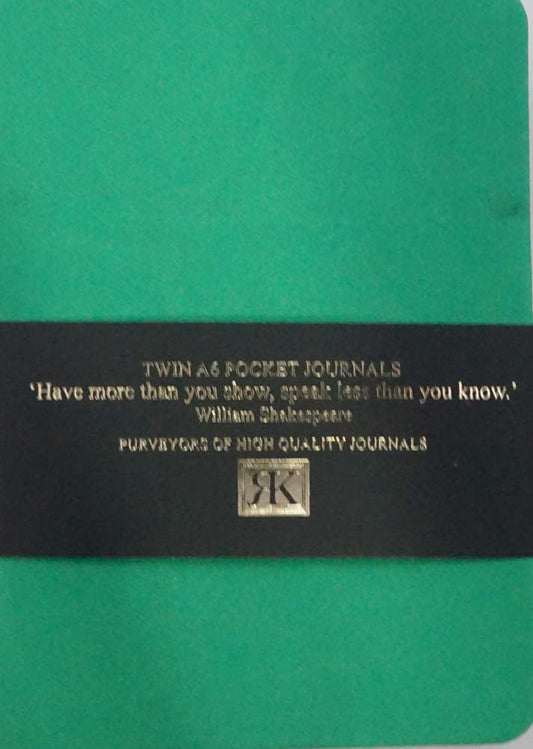 TWIN A6 POCKET JOURNALS
'Have more than you show, speak less than you know.'
William Shakespeare
PURVEYORS OF HIGH QUALITY JOURNALS
RK